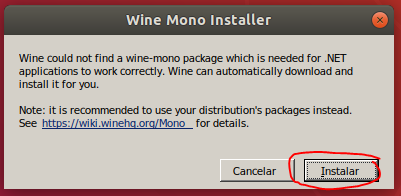 Wine Mono Installer
Wine could not find a wine-mono package which is needed for .NET
applications to work correctly. Wine can automatically download and
install it for you.
Note: it is recommended to use your distribution's packages instead.
See https://wiki.winehq.org/Mono for details.
Cancelar Instalar